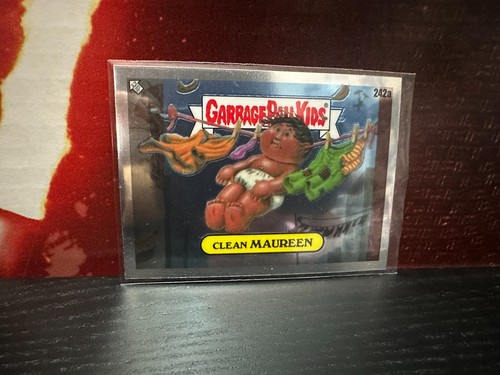 242a
GARBAGE PAIL KIDS
CLEAN MAUREEN